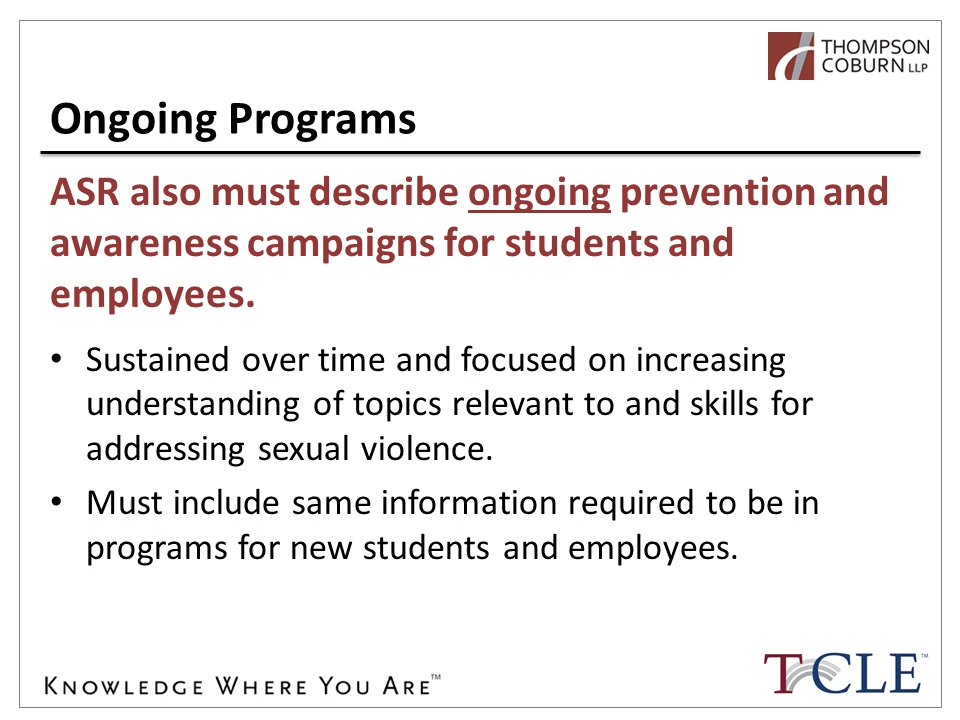 THOMPSON
COBURN LLP
Ongoing Programs
ASR also must describe ongoing prevention and
awareness campaigns for students and
employees.
• Sustained over time and focused on increasing
understanding of topics relevant to and skills for
addressing sexual violence.
• Must include same information required to be in
programs for new students and employees.
KNOWLEDGE WHERE YOU ARE™
TCLE™